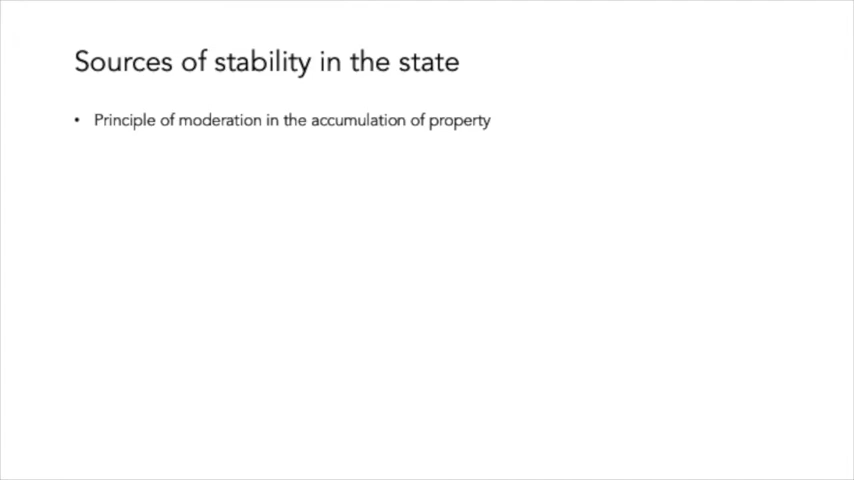 Sources of stability in the state
• Principle of moderation in the accumulation of property